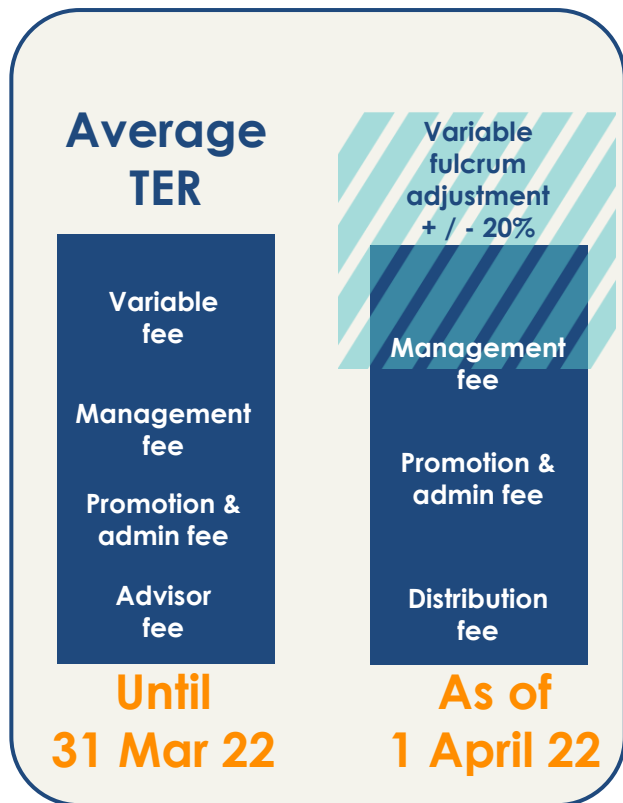 Average
TER
Variable
fee
Management
fee
Promotion &
admin fee
Advisor
fee
Until
31 Mar 22
Variable
fulcrum
adjustment
+ / - 20%
Management
fee
Promotion &
admin fee
Distribution
fee
As of
1 April 22